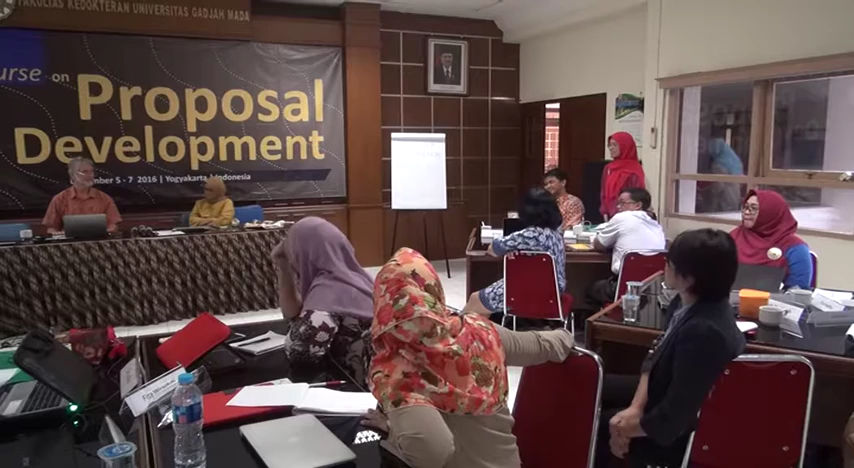 FAKULTAS KEDOKTERAN UNIVERSITAS GADJAH MADA
urse on
Proposal
Development
mber 5 - 7 2016 | Yogyakarta, Indonesia